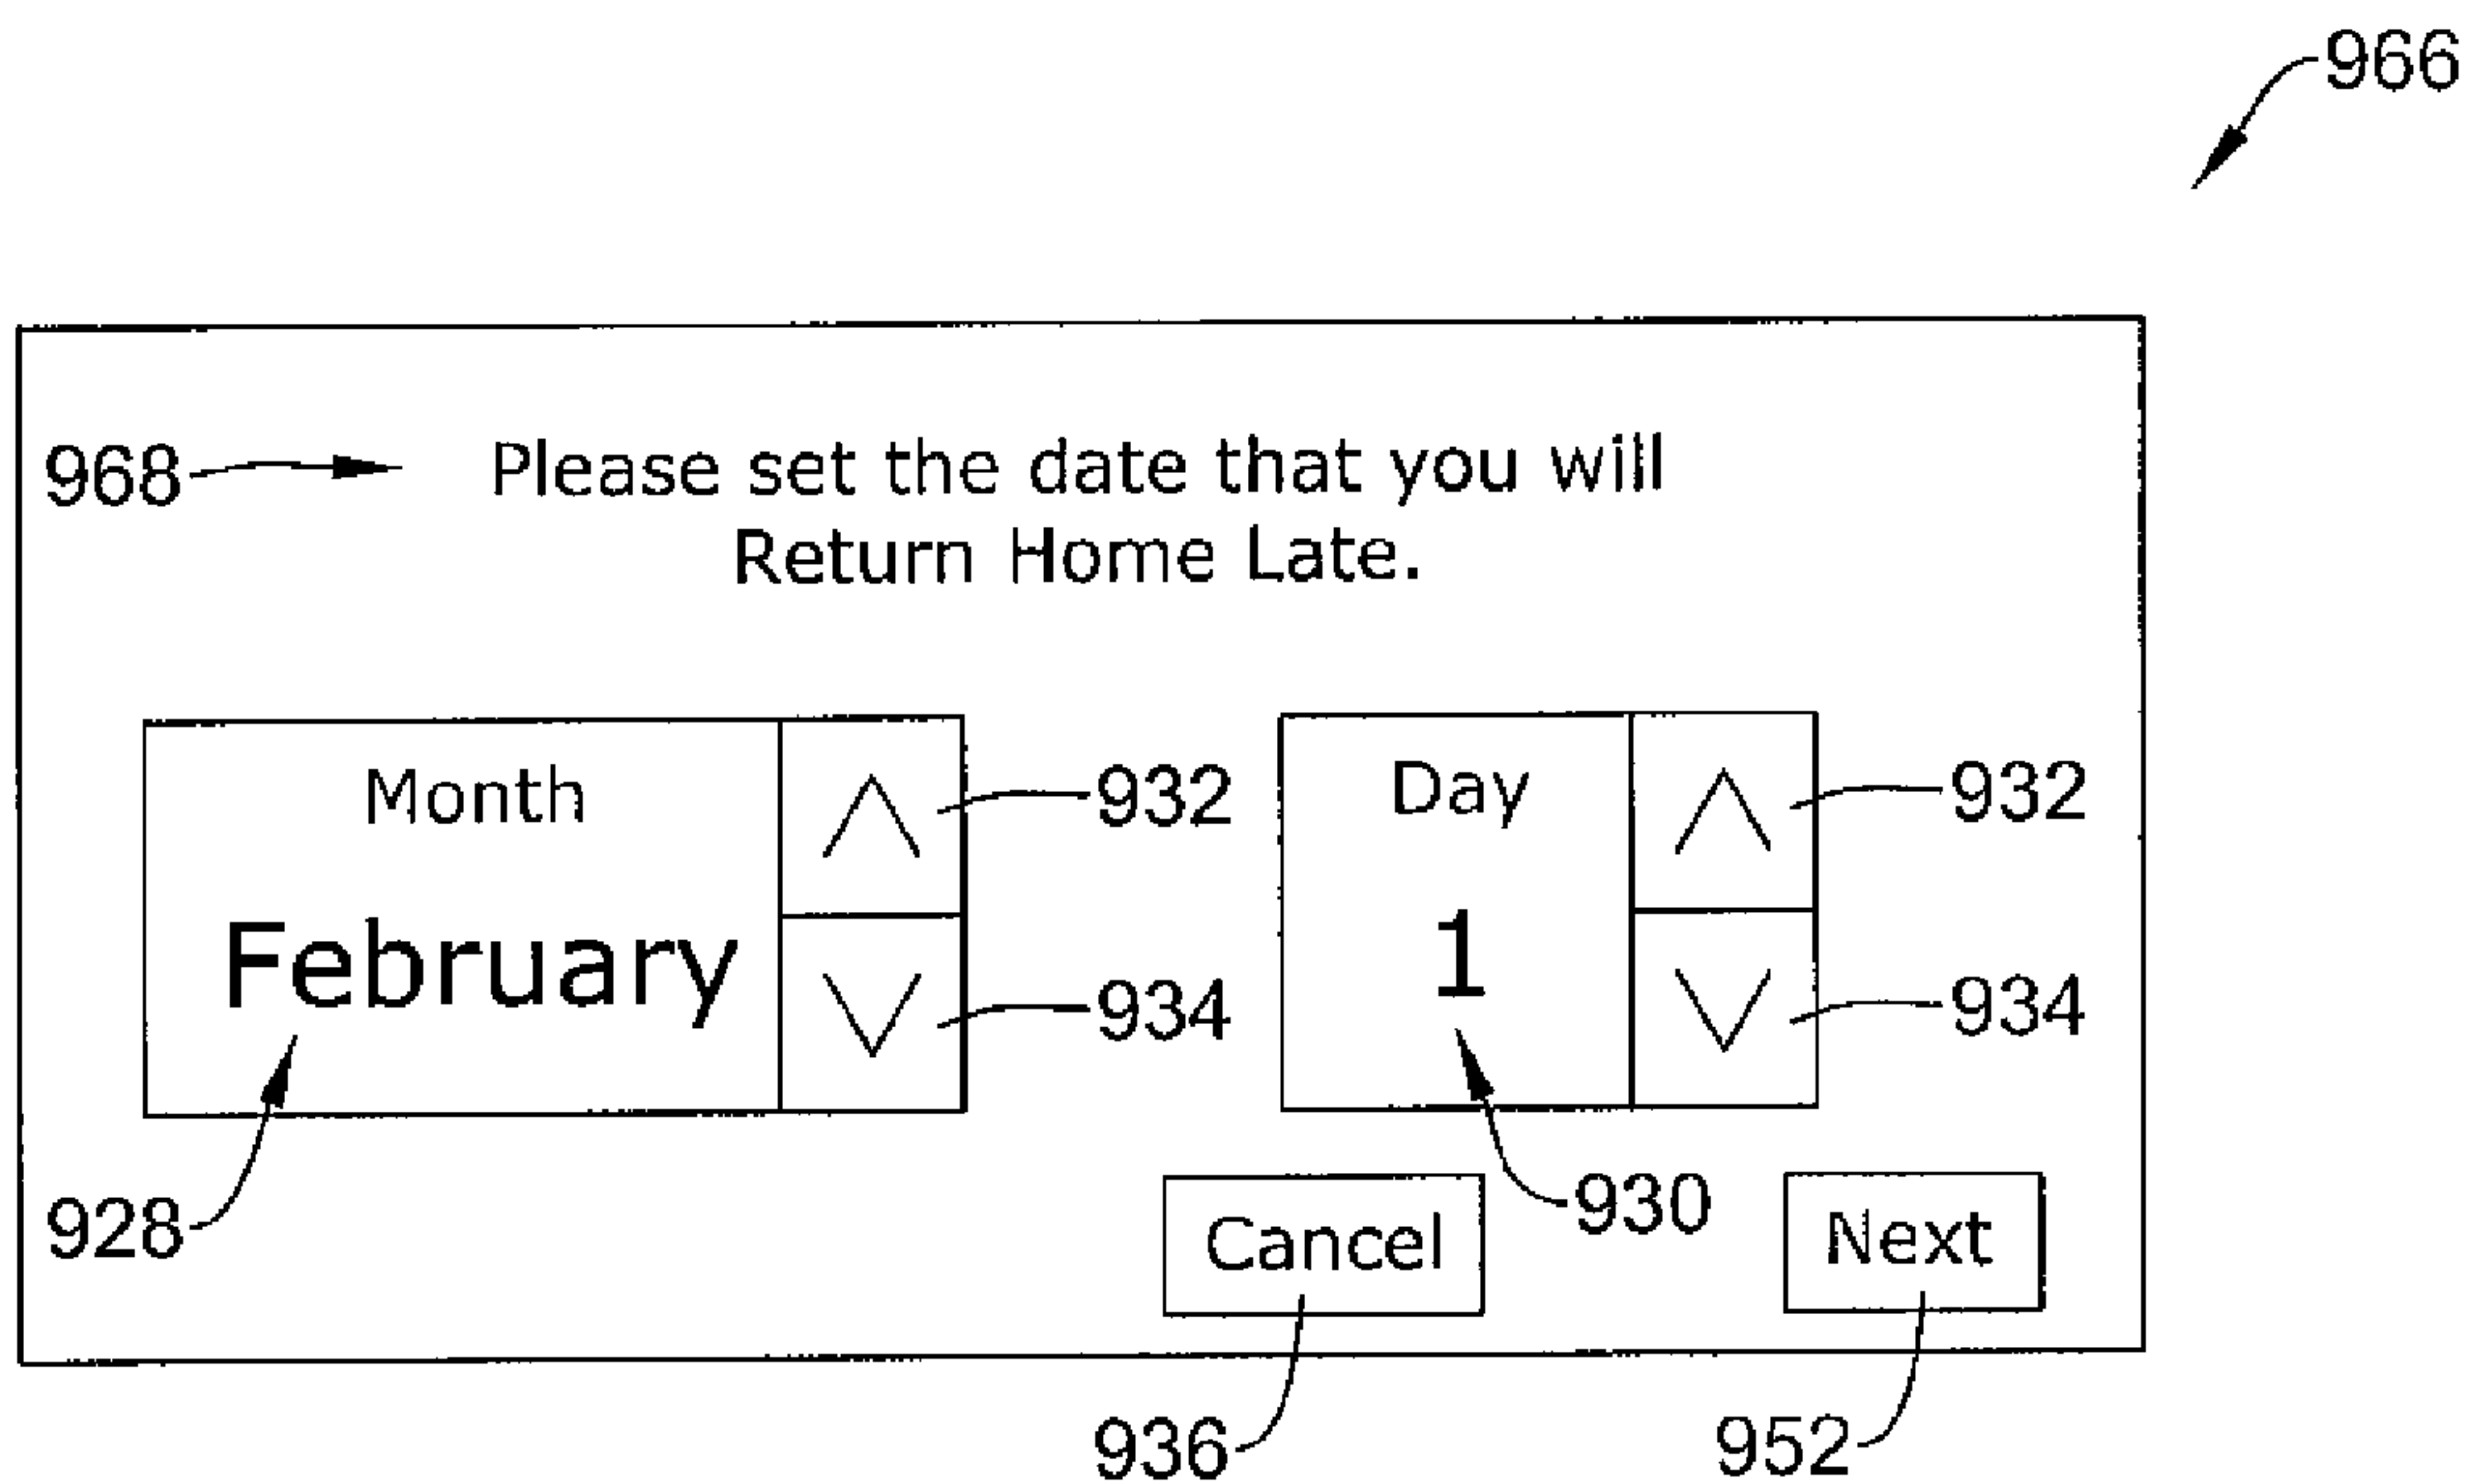 966
968
Please set the date that you will
Return Home Late.
Month
February
932
934
Day
1
932
934
928
930
Cancel
Next
936
952